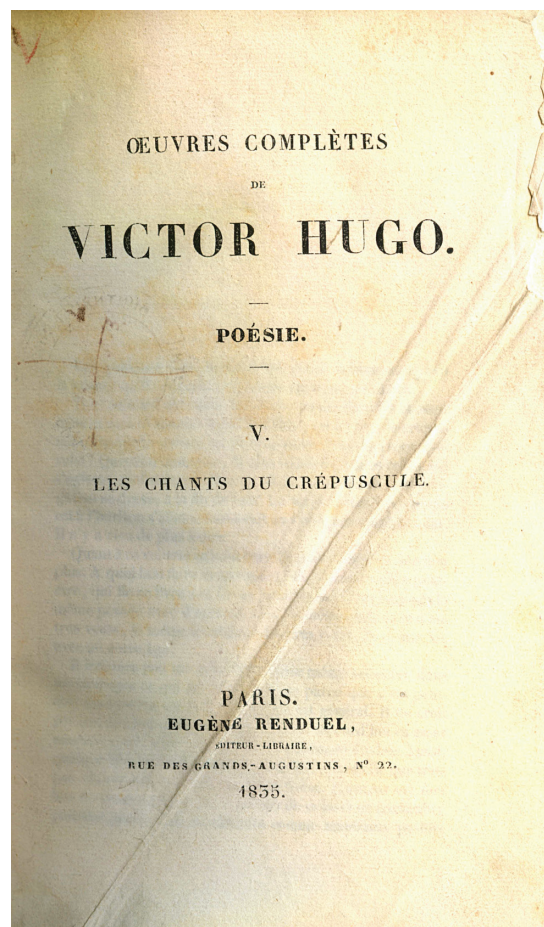 ŒUVRES COMPLÈTES
DE
VICTOR HUGO.
POÉSIE.
V.
LES CHANTS DU CRÉPUSCULE.
PARIS.
EUGÈNE RENDUEL,
ÉDITEUR-LIBRAIRE,
RUE DES GRANDS-AUGUSTINS, Nº 22.
1835.